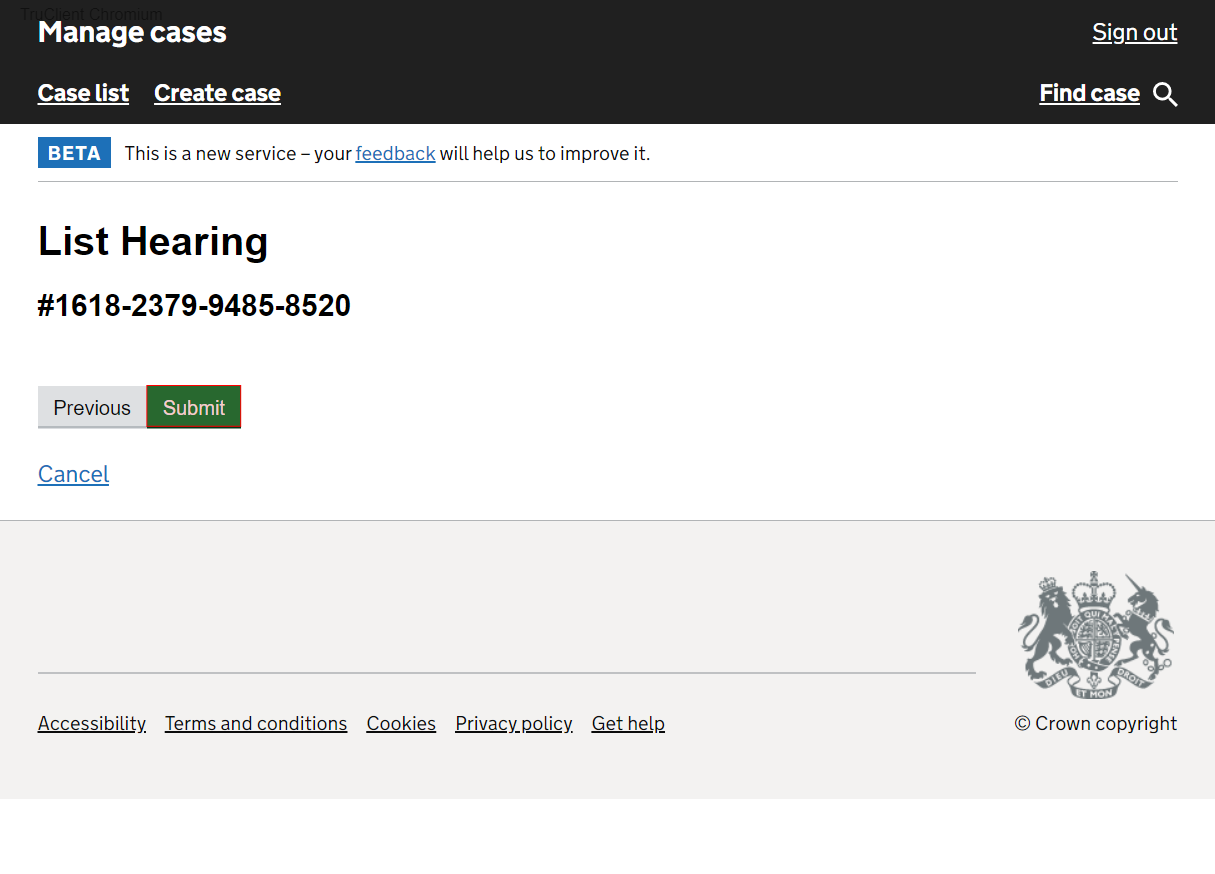 TruClient Chromium
Manage cases
Sign out
Case list Create case
Find case
BETA This is a new service – your feedback will help us to improve it.
List Hearing
#1618-2379-9485-8520
Previous Submit
Cancel
DIEU ET MON DROIT
Accessibility Terms and conditions Cookies Privacy policy Get help
© Crown copyright